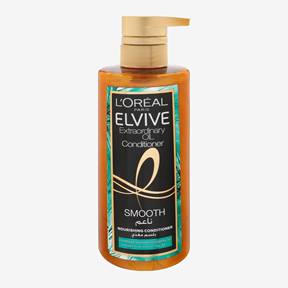 L'ORÉAL
PARIS
ELVIVE
Extraordinary
OIL
Conditioner
SMOOTH
ناعم
NOURISHING CONDITIONER
بلسم مغذي